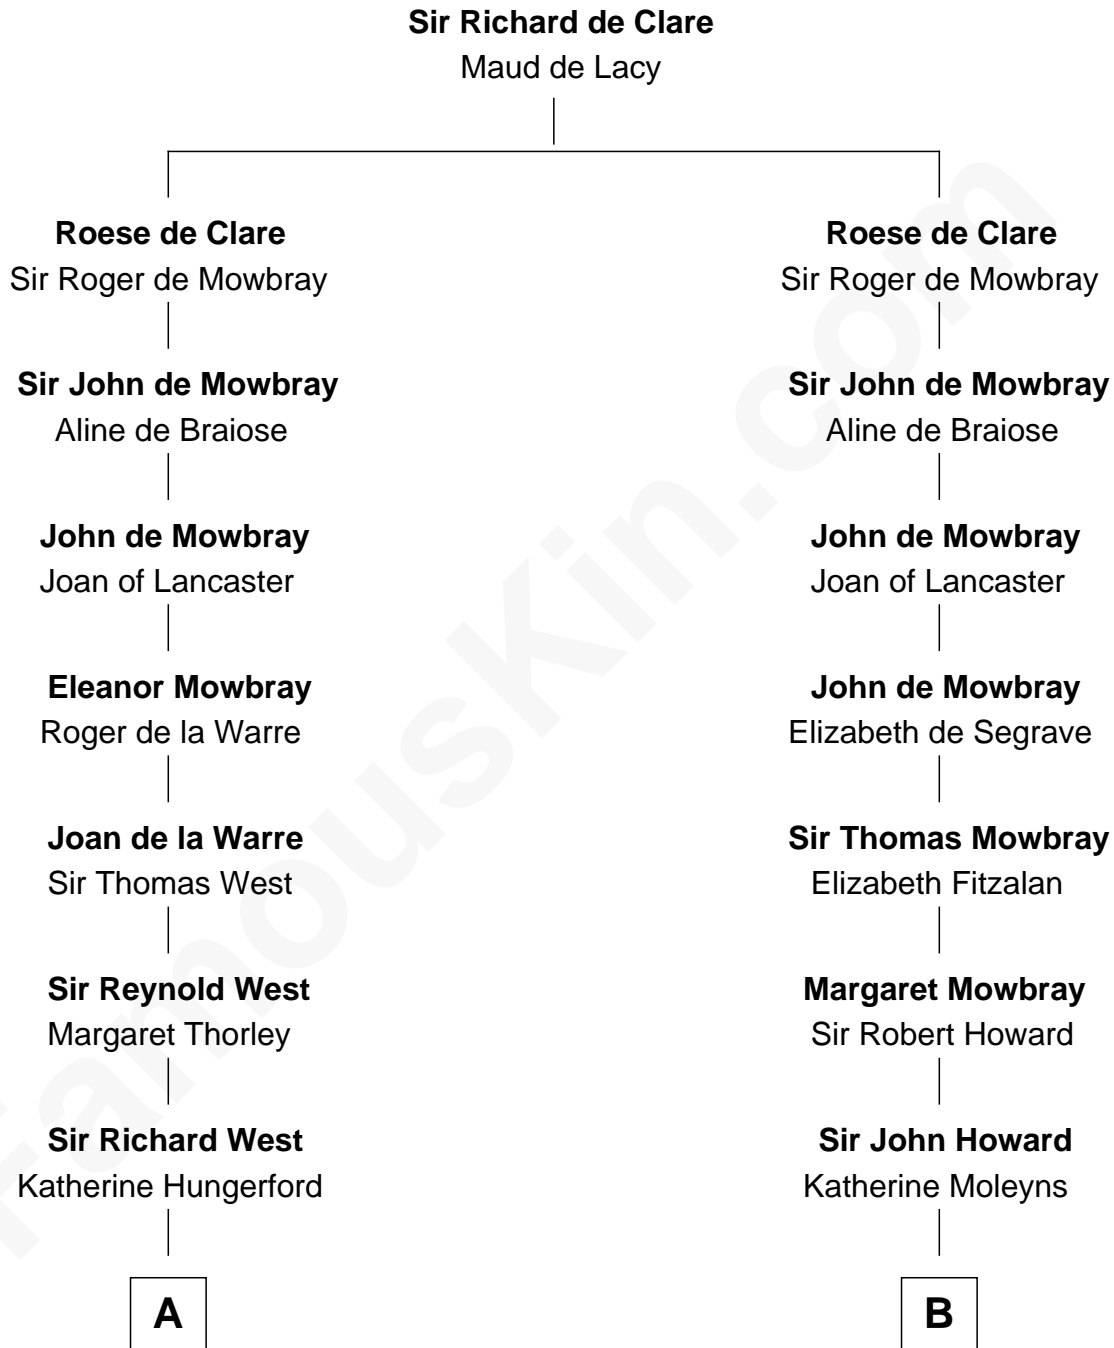 Sir Richard de Clare
Maud de Lacy
Roese de Clare
Sir Roger de Mowbray
Sir John de Mowbray
Aline de Braiose
John de Mowbray
Joan of Lancaster
Eleanor Mowbray
Roger de la Warre
Joan de la Warre
Sir Thomas West
Sir Reynold West
Margaret Thorley
Sir Richard West
Katherine Hungerford
A
Roese de Clare
Sir Roger de Mowbray
Sir John de Mowbray
Aline de Braiose
John de Mowbray
Joan of Lancaster
John de Mowbray
Elizabeth de Segrave
Sir Thomas Mowbray
Elizabeth Fitzalan
Margaret Mowbray
Sir Robert Howard
Sir John Howard
Katherine Moleyns
B
FamousKin.com